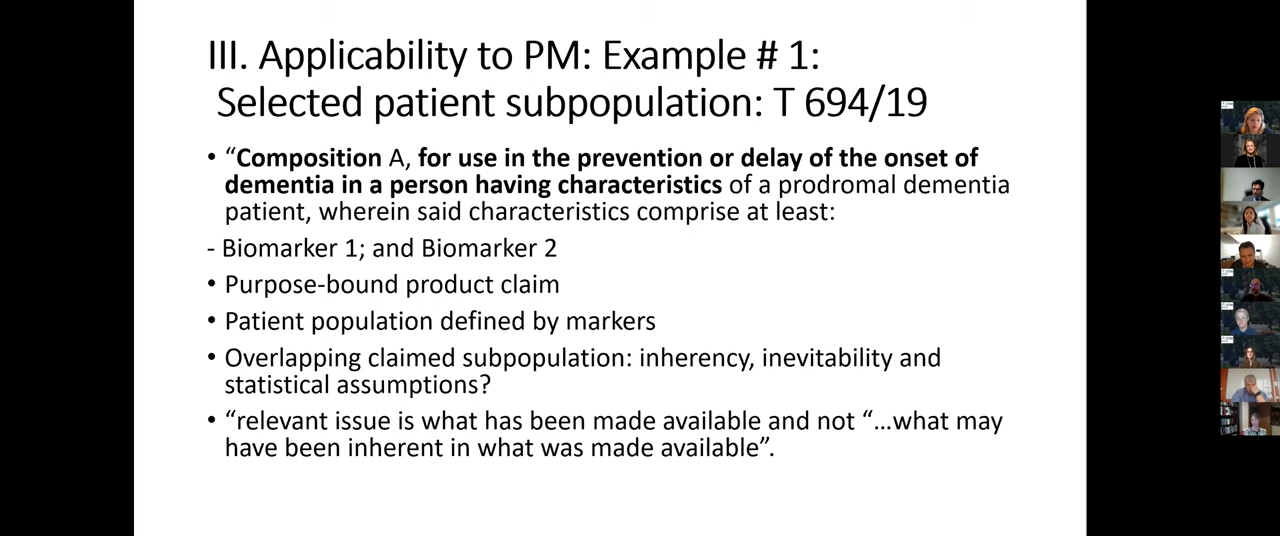 III. Applicability to PM: Example # 1:
Selected patient subpopulation: T 694/19
• “Composition A, for use in the prevention or delay of the onset of
dementia in a person having characteristics of a prodromal dementia
patient, wherein said characteristics comprise at least:
- Biomarker 1; and Biomarker 2
• Purpose-bound product claim
• Patient population defined by markers
• Overlapping claimed subpopulation: inherency, inevitability and
statistical assumptions?
• “relevant issue is what has been made available and not “…what may
have been inherent in what was made available”.